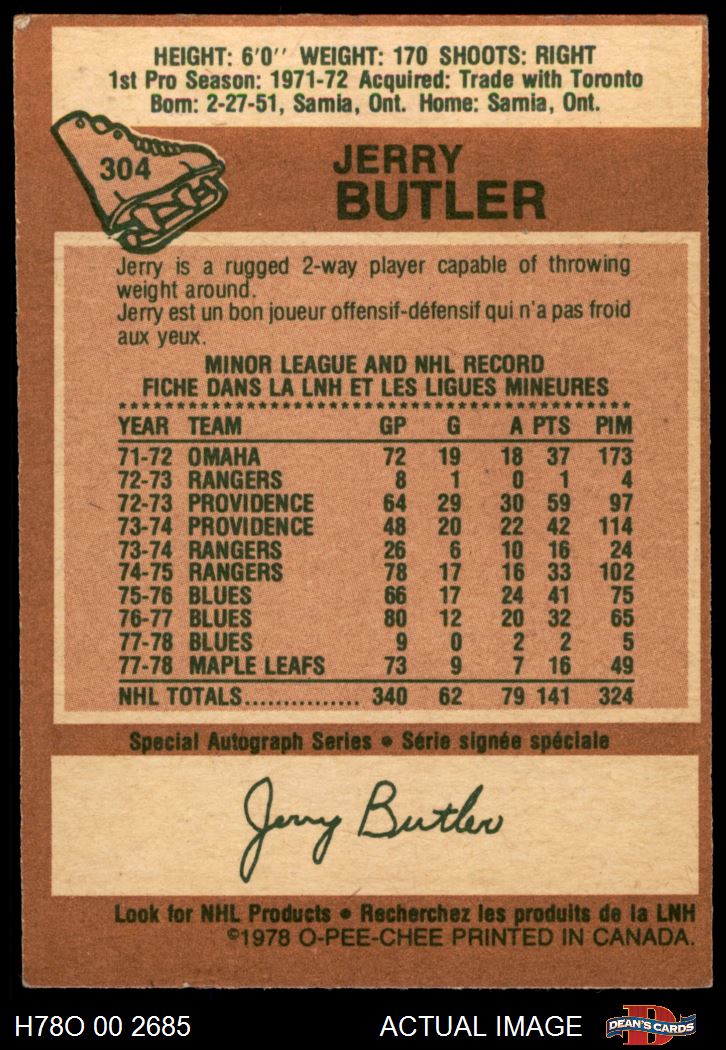 HEIGHT: 6'0'' WEIGHT: 170 SHOOTS: RIGHT
1st Pro Season: 1971-72 Acquired: Trade with Toronto
Born: 2-27-51, Sarnia, Ont. Home: Sarnia, Ont.
304
JERRY
BUTLER
Jerry is a rugged 2-way player capable of throwing
weight around.
Jerry est un bon joueur offensif-défensif qui n'a pas froid
aux yeux.
MINOR LEAGUE AND NHL RECORD
FICHE DANS LA LNH ET LES LIGUES MINEURES
YEAR TEAM GP G A PTS PIM
71-72 OMAHA 72 19 18 37 173
72-73 RANGERS 8 1 0 1 4
72-73 PROVIDENCE 64 29 30 59 97
73-74 PROVIDENCE 48 20 22 42 114
73-74 RANGERS 26 6 10 16 24
74-75 RANGERS 78 17 16 33 102
75-76 BLUES 66 17 24 41 75
76-77 BLUES 80 12 20 32 65
77-78 BLUES 9 0 2 2 5
77-78 MAPLE LEAFS 73 9 7 16 49
NHL TOTALS............... 340 62 79 141 324
Special Autograph Series • Série signée spéciale
Jerry Butler
Look for NHL Products • Recherchez les produits de la LNH
©1978 O-PEE-CHEE PRINTED IN CANADA.
H78O 00 2685 ACTUAL IMAGE D DEAN'S CARDS